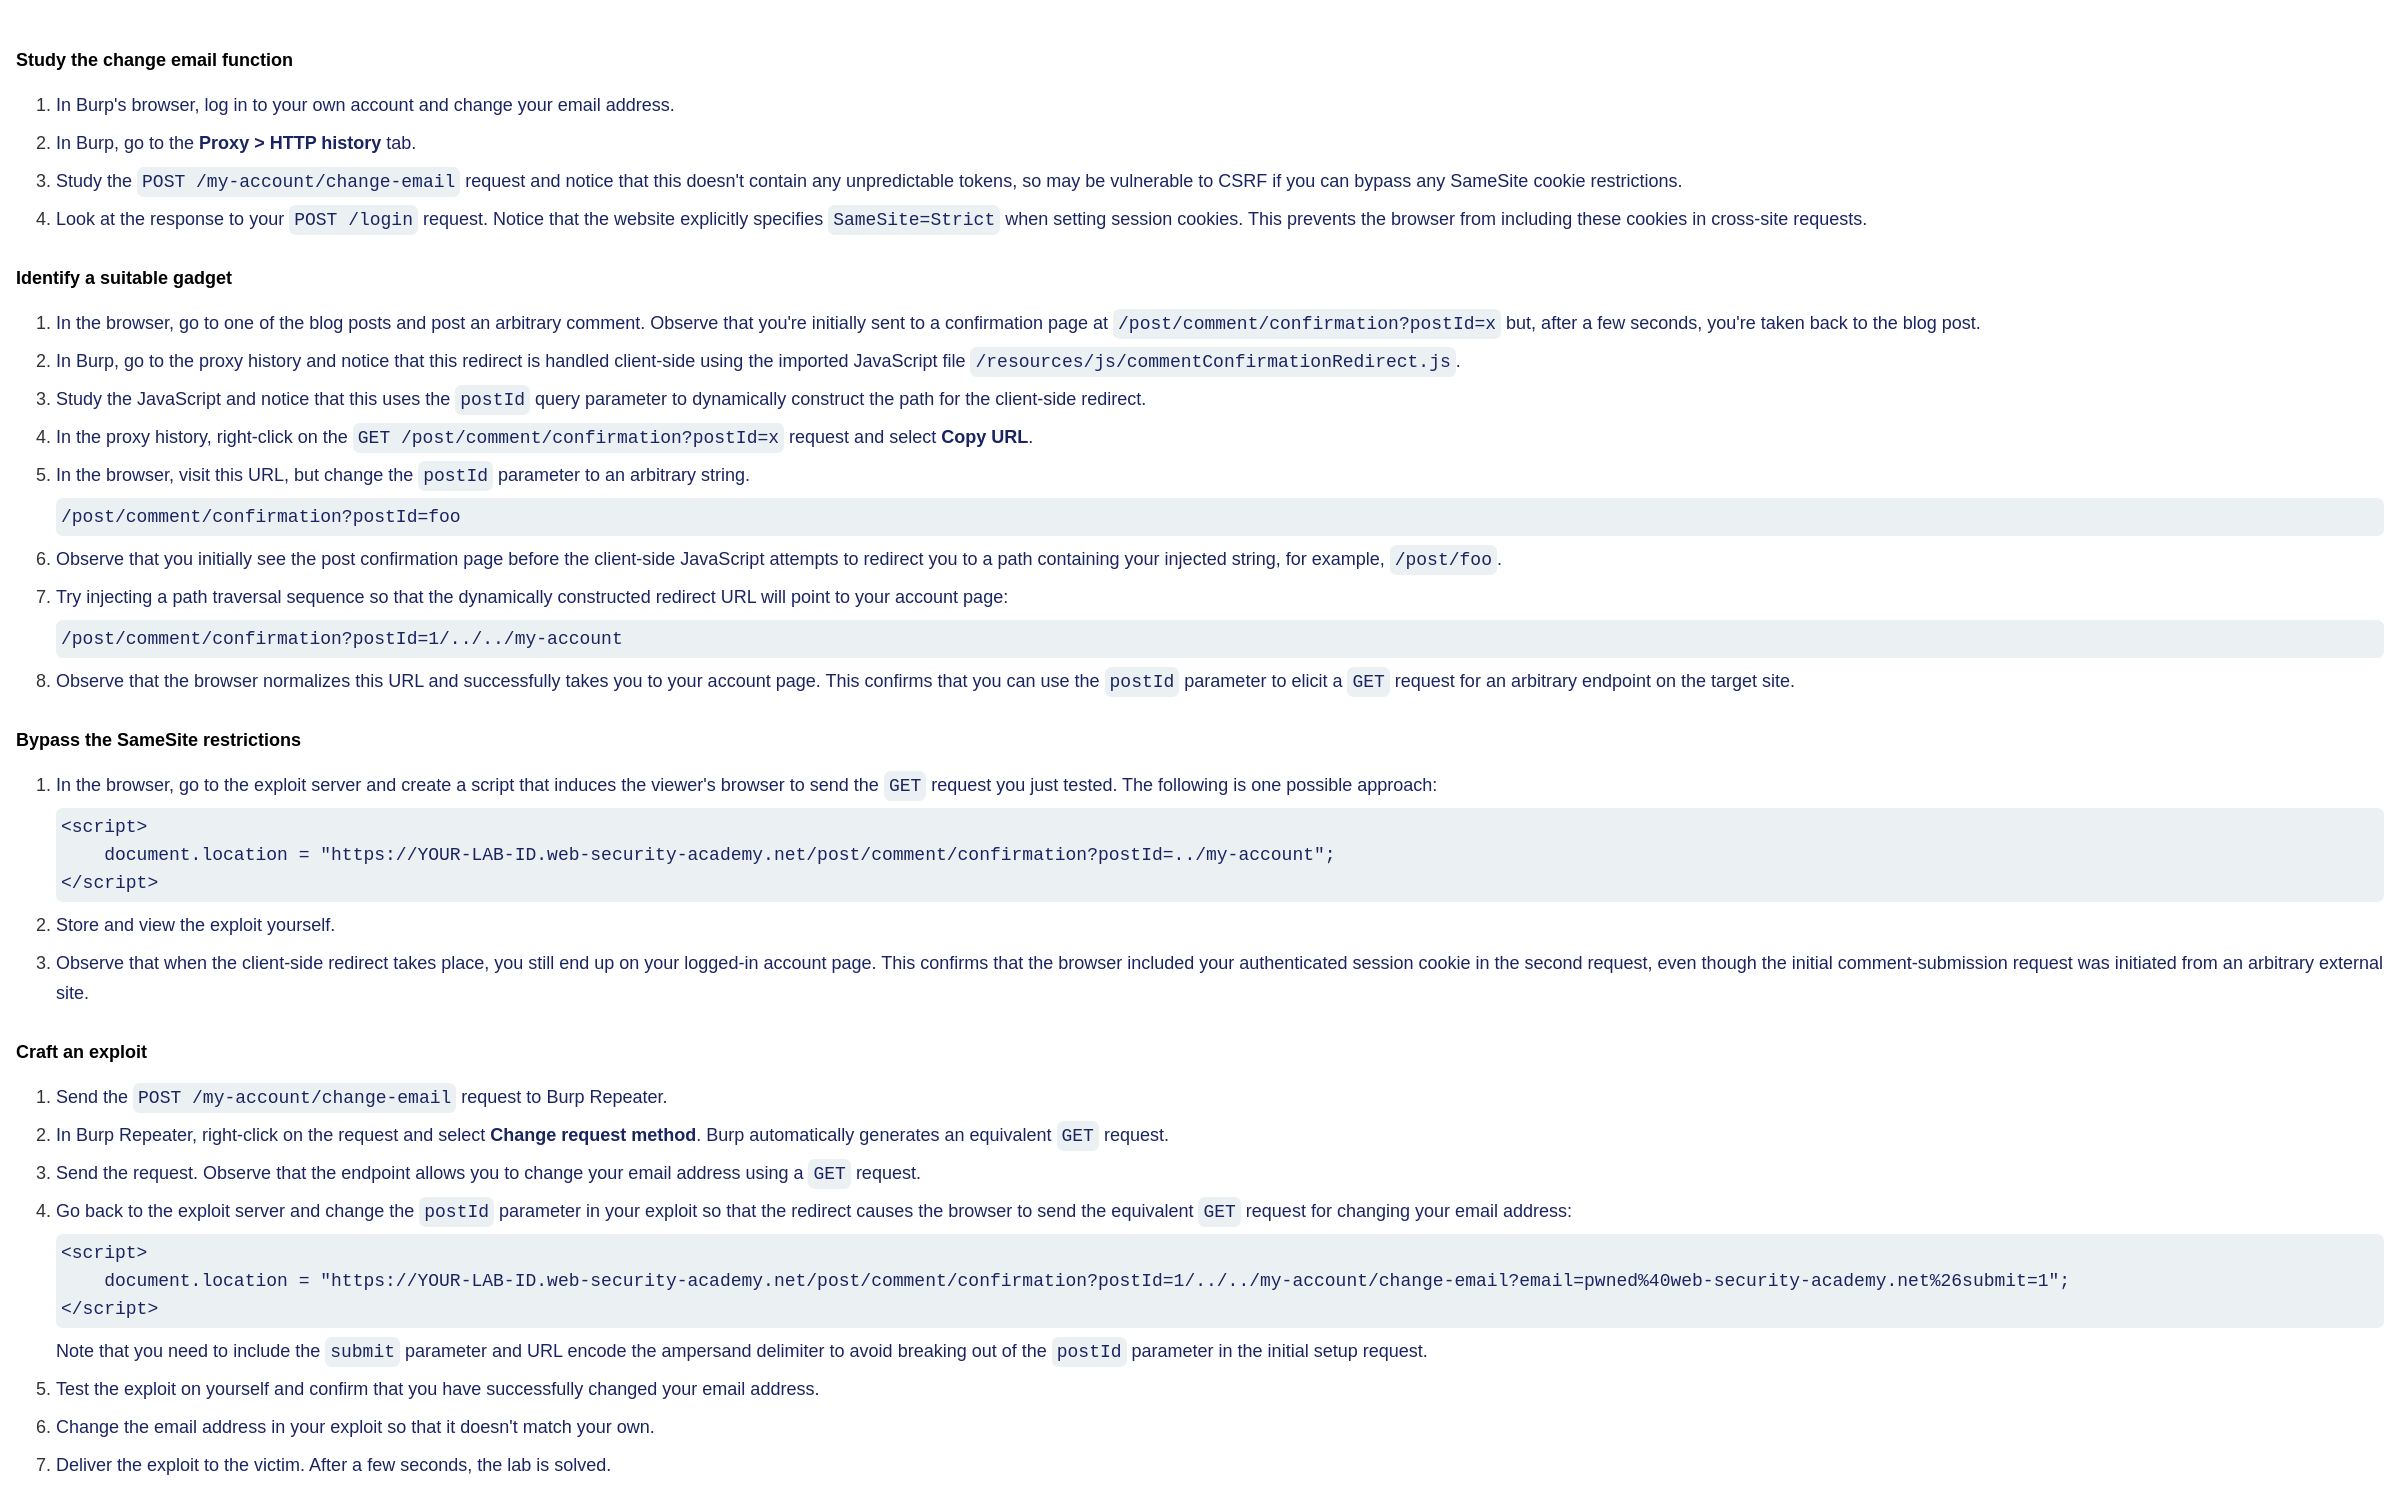 Study the change email function
1. In Burp's browser, log in to your own account and change your email address.
2. In Burp, go to the Proxy > HTTP history tab.
3. Study the POST /my-account/change-email request and notice that this doesn't contain any unpredictable tokens, so may be vulnerable to CSRF if you can bypass any SameSite cookie restrictions.
4. Look at the response to your POST /login request. Notice that the website explicitly specifies SameSite=Strict when setting session cookies. This prevents the browser from including these cookies in cross-site requests.
Identify a suitable gadget
1. In the browser, go to one of the blog posts and post an arbitrary comment. Observe that you're initially sent to a confirmation page at /post/comment/confirmation?postId=x but, after a few seconds, you're taken back to the blog post.
2. In Burp, go to the proxy history and notice that this redirect is handled client-side using the imported JavaScript file /resources/js/commentConfirmationRedirect.js.
3. Study the JavaScript and notice that this uses the postId query parameter to dynamically construct the path for the client-side redirect.
4. In the proxy history, right-click on the GET /post/comment/confirmation?postId=x request and select Copy URL.
5. In the browser, visit this URL, but change the postId parameter to an arbitrary string.
/post/comment/confirmation?postId=foo
6. Observe that you initially see the post confirmation page before the client-side JavaScript attempts to redirect you to a path containing your injected string, for example, /post/foo.
7. Try injecting a path traversal sequence so that the dynamically constructed redirect URL will point to your account page:
/post/comment/confirmation?postId=1/../../my-account
8. Observe that the browser normalizes this URL and successfully takes you to your account page. This confirms that you can use the postId parameter to elicit a GET request for an arbitrary endpoint on the target site.
Bypass the SameSite restrictions
1. In the browser, go to the exploit server and create a script that induces the viewer's browser to send the GET request you just tested. The following is one possible approach:
<script>
    document.location = "https://YOUR-LAB-ID.web-security-academy.net/post/comment/confirmation?postId=../my-account";
</script>
2. Store and view the exploit yourself.
3. Observe that when the client-side redirect takes place, you still end up on your logged-in account page. This confirms that the browser included your authenticated session cookie in the second request, even though the initial comment-submission request was initiated from an arbitrary external
site.
Craft an exploit
1. Send the POST /my-account/change-email request to Burp Repeater.
2. In Burp Repeater, right-click on the request and select Change request method. Burp automatically generates an equivalent GET request.
3. Send the request. Observe that the endpoint allows you to change your email address using a GET request.
4. Go back to the exploit server and change the postId parameter in your exploit so that the redirect causes the browser to send the equivalent GET request for changing your email address:
<script>
    document.location = "https://YOUR-LAB-ID.web-security-academy.net/post/comment/confirmation?postId=1/../../my-account/change-email?email=pwned%40web-security-academy.net%26submit=1";
</script>
Note that you need to include the submit parameter and URL encode the ampersand delimiter to avoid breaking out of the postId parameter in the initial setup request.
5. Test the exploit on yourself and confirm that you have successfully changed your email address.
6. Change the email address in your exploit so that it doesn't match your own.
7. Deliver the exploit to the victim. After a few seconds, the lab is solved.